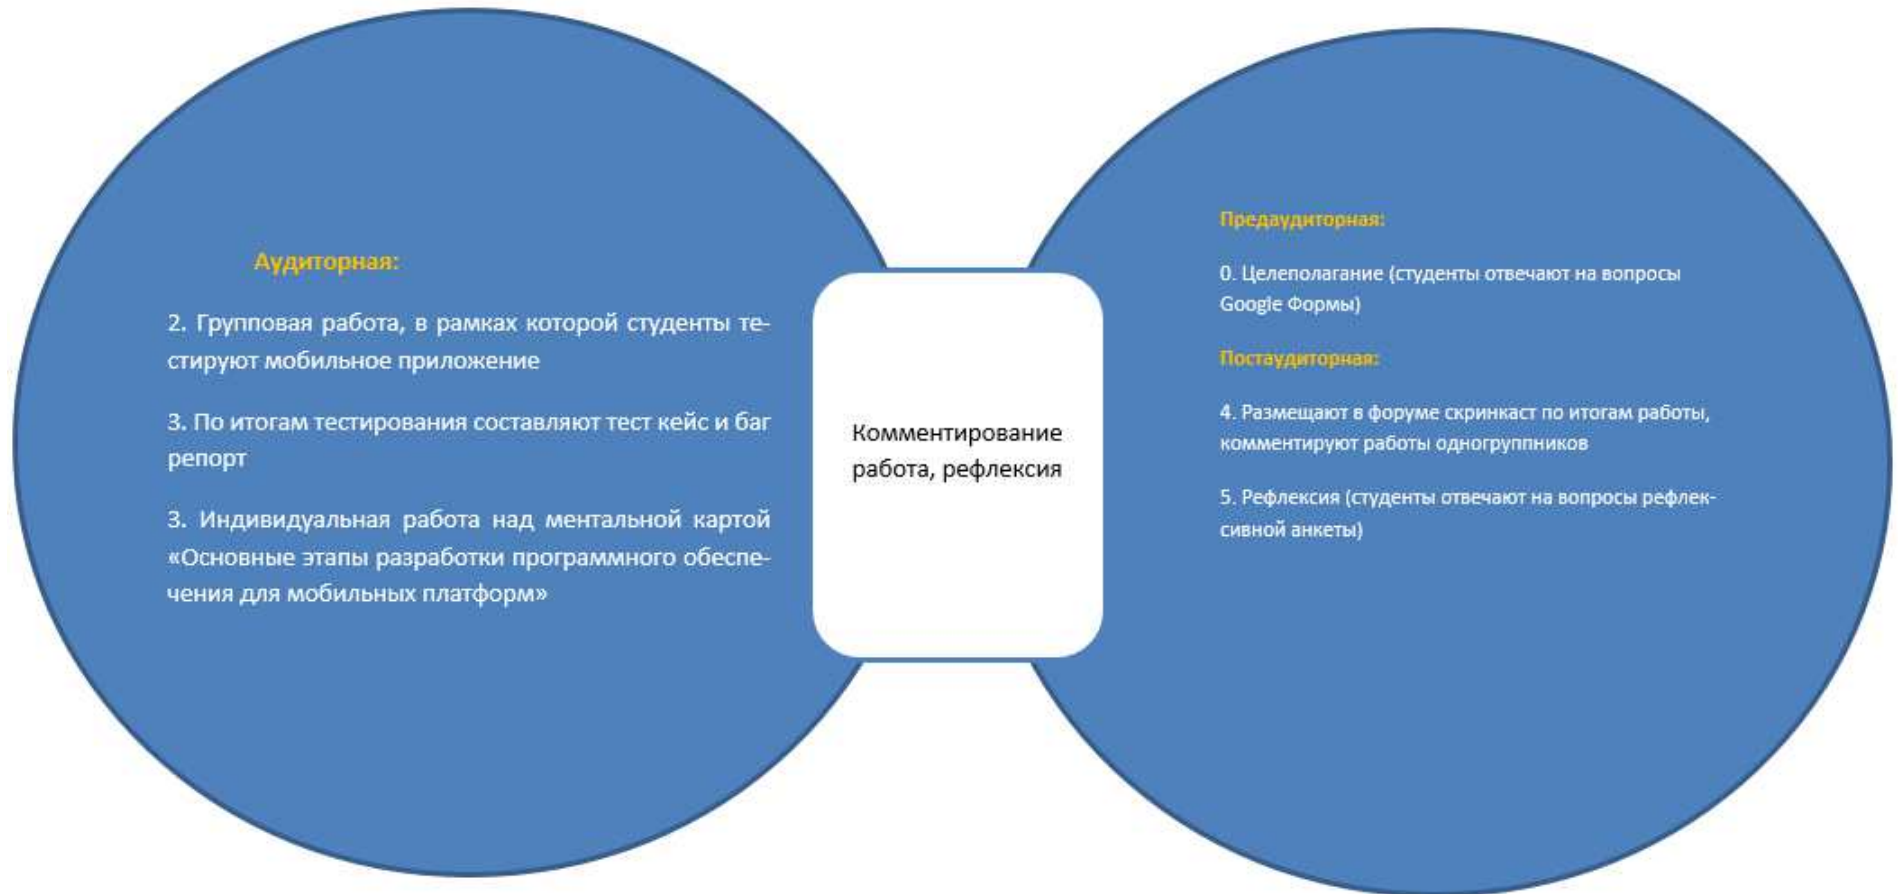 Аудиторная:
2. Групповая работа, в рамках которой студенты те-
стируют мобильное приложение
3. По итогам тестирования составляют тест кейс и баг
репорт
3. Индивидуальная работа над ментальной картой
«Основные этапы разработки программного обеспе-
чения для мобильных платформ»
Комментирование
работа, рефлексия
Предаудиторная:
0. Целеполагание (студенты отвечают на вопросы
Google Формы)
Постаудиторная:
4. Размещают в форуме скринкаст по итогам работы,
комментируют работы одногруппников
5. Рефлексия (студенты отвечают на вопросы рефлек-
сивной анкеты)